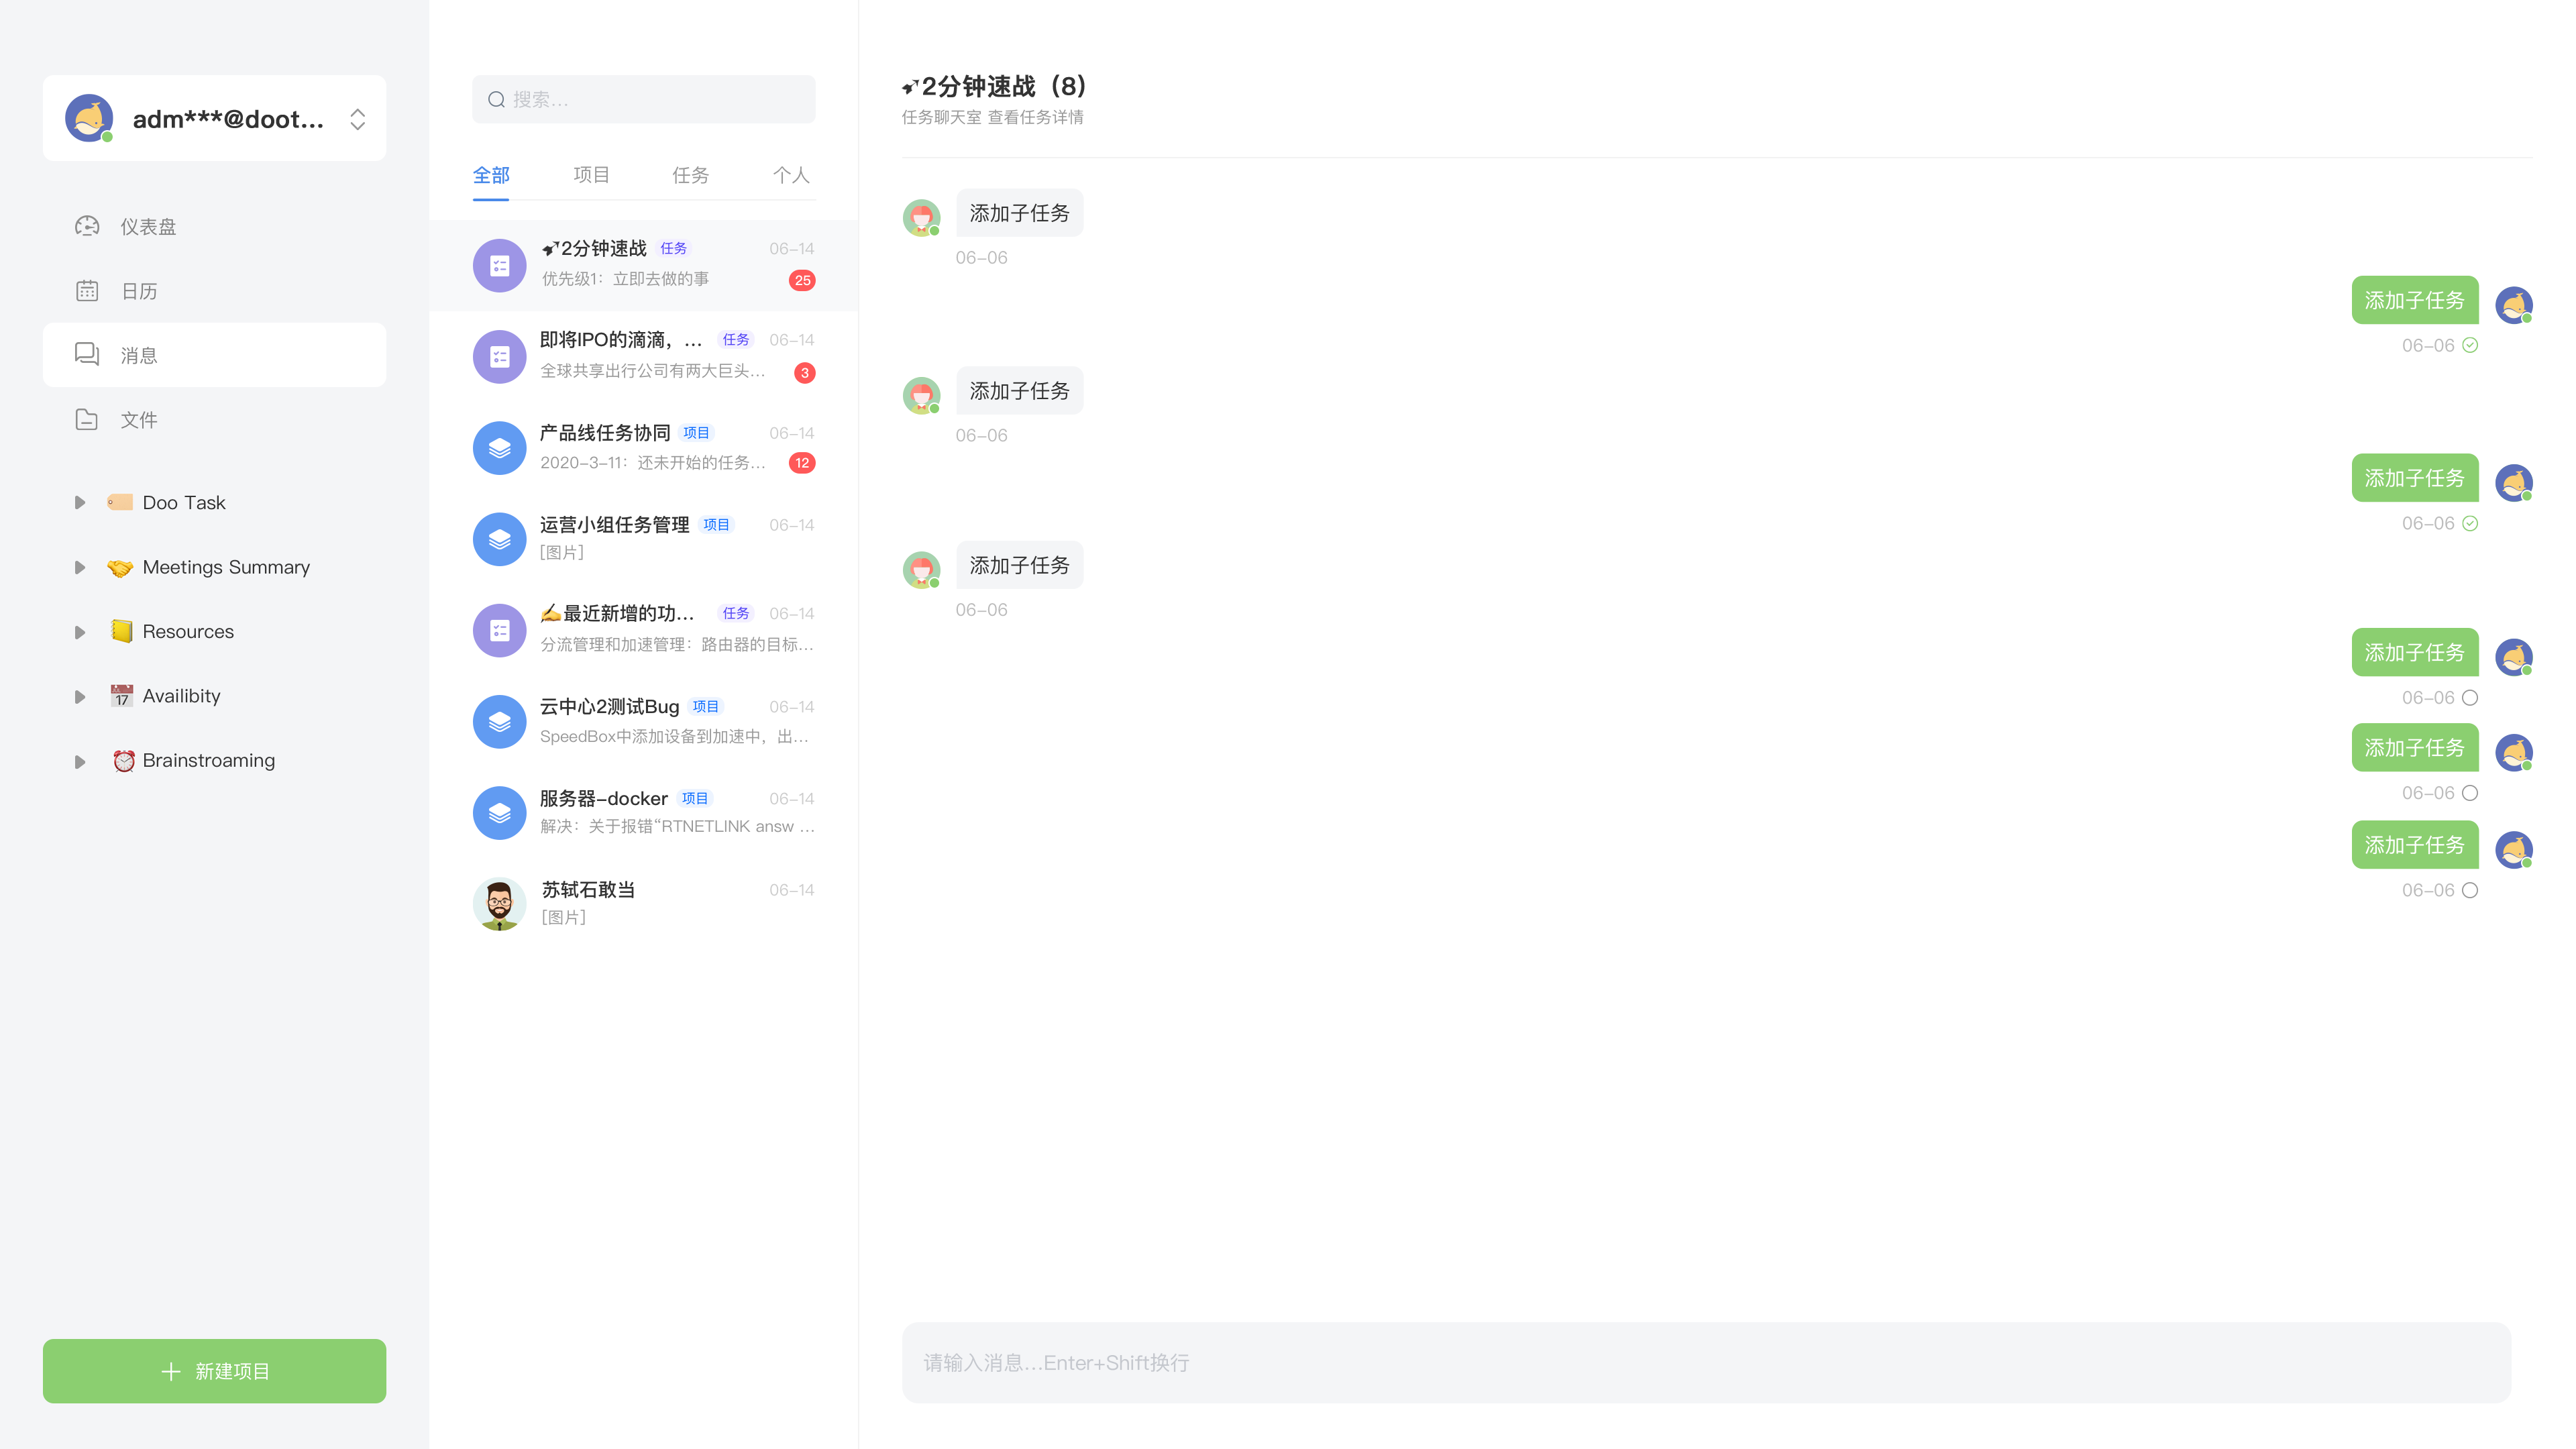 adm***@doot...
仪表盘
日历
消息
文件
Doo Task
Meetings Summary
Resources
17
Availibity
Brainstroaming
新建项目
搜索...
全部 项目 任务 个人
2分钟速战 任务 06-14
优先级1：立即去做的事 25
即将IPO的滴滴，... 任务 06-14
全球共享出行公司有两大巨头... 3
产品线任务协同 项目 06-14
2020-3-11：还未开始的任务... 12
运营小组任务管理 项目 06-14
[图片]
✍️最近新增的功... 任务 06-14
分流管理和加速管理：路由器的目标...
云中心2测试Bug 项目 06-14
SpeedBox中添加设备到加速中，出...
服务器-docker 项目 06-14
解决：关于报错“RTNETLINK answ ...
苏轼石敢当 06-14
[图片]
2分钟速战（8）
任务聊天室 查看任务详情
添加子任务
06-06
添加子任务
06-06
添加子任务
06-06
添加子任务
06-06
添加子任务
06-06
添加子任务
06-06
添加子任务
06-06
添加子任务
06-06
请输入消息...Enter+Shift换行